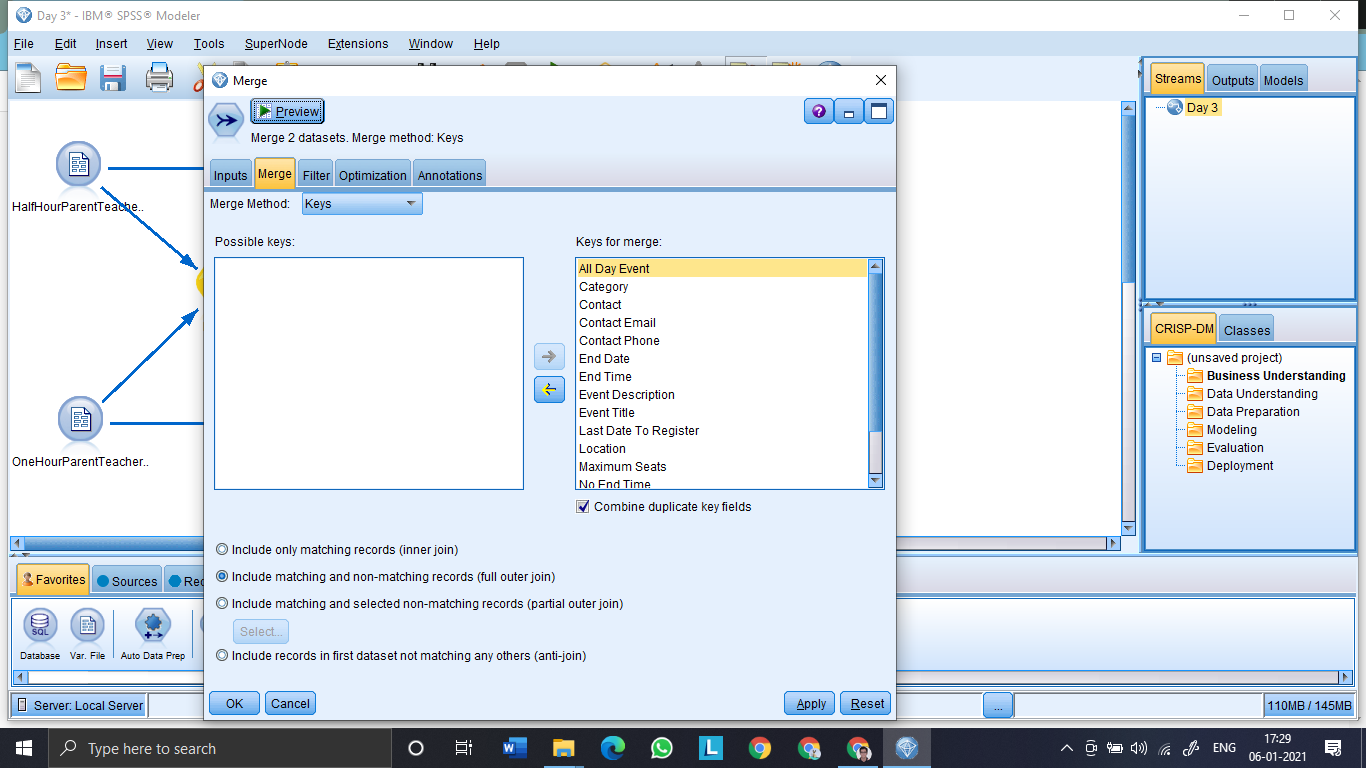 Day 3* - IBM® SPSS® Modeler
File Edit Insert View Tools SuperNode Extensions Window Help
Merge
Preview
Merge 2 datasets. Merge method: Keys
Inputs Merge Filter Optimization Annotations
Merge Method: Keys
Possible keys:
Keys for merge:
All Day Event
Category
Contact
Contact Email
Contact Phone
End Date
End Time
Event Description
Event Title
Last Date To Register
Location
Maximum Seats
No End Time
Combine duplicate key fields
Include only matching records (inner join)
Include matching and non-matching records (full outer join)
Include matching and selected non-matching records (partial outer join)
Select...
Include records in first dataset not matching any others (anti-join)
OK Cancel Apply Reset
HalfHourParentTeache..
OneHourParentTeacher..
Streams Outputs Models
Day 3
CRISP-DM Classes
(unsaved project)
Business Understanding
Data Understanding
Data Preparation
Modeling
Evaluation
Deployment
Favorites Sources Rec
SQL
Database Var. File Auto Data Prep
Server: Local Server ... 110MB / 145MB
Type here to search
ENG
17:29
06-01-2021